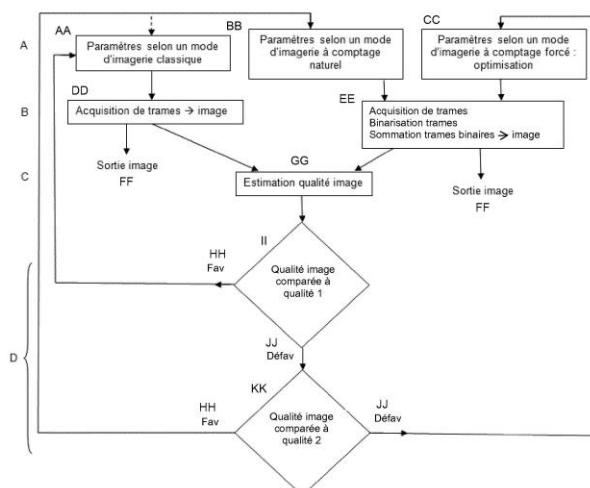 AA
BB
CC
A
Paramètres selon un mode
d'imagerie classique
Paramètres selon un mode
d'imagerie à comptage
naturel
Paramètres selon un mode
d'imagerie à comptage forcé :
optimisation
DD
EE
B
Acquisition de trames → image
Acquisition de trames
Binarisation trames
Sommation trames binaires → image
Sortie image
FF
GG
C
Estimation qualité image
Sortie image
FF
II
HH
Fav
Qualité image
comparée à
qualité 1
D
JJ
Défav
KK
HH
Fav
JJ
Défav
Qualité image
comparée à
qualité 2